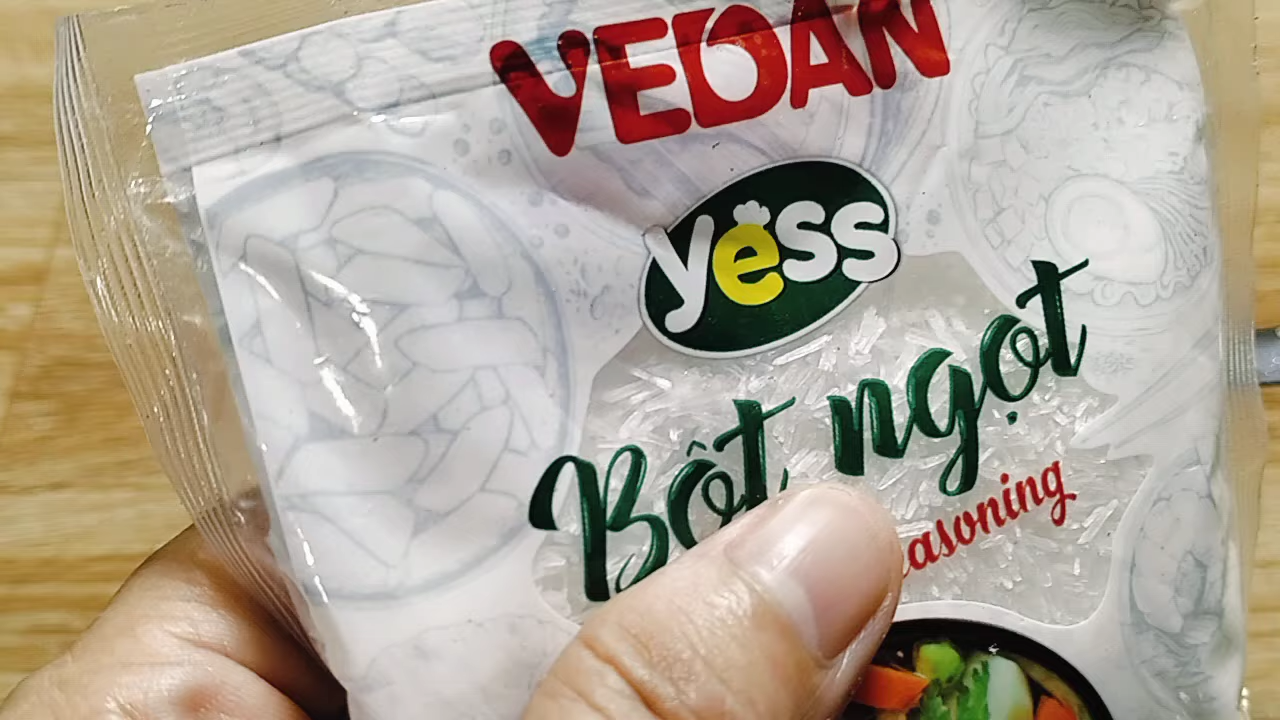 VEDAN
yess
Bột ngọt
easoning